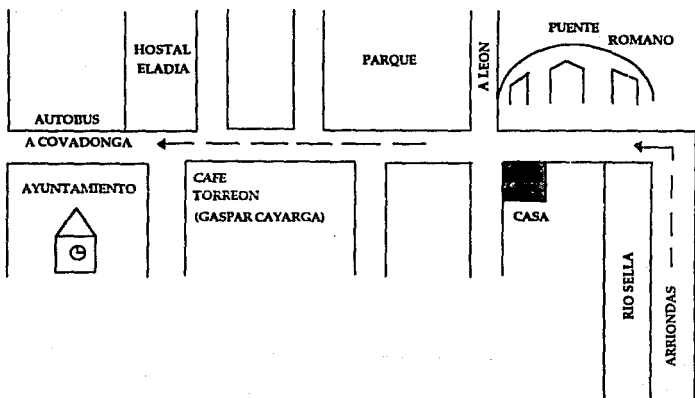 HOSTAL
ELADIA
PARQUE
A LEON
PUENTE
ROMANO
AUTOBUS
A COVADONGA
AYUNTAMIENTO
CAFE
TORREON
(GASPAR CAYARGA)
CASA
RIO SELLA
ARRIONDAS